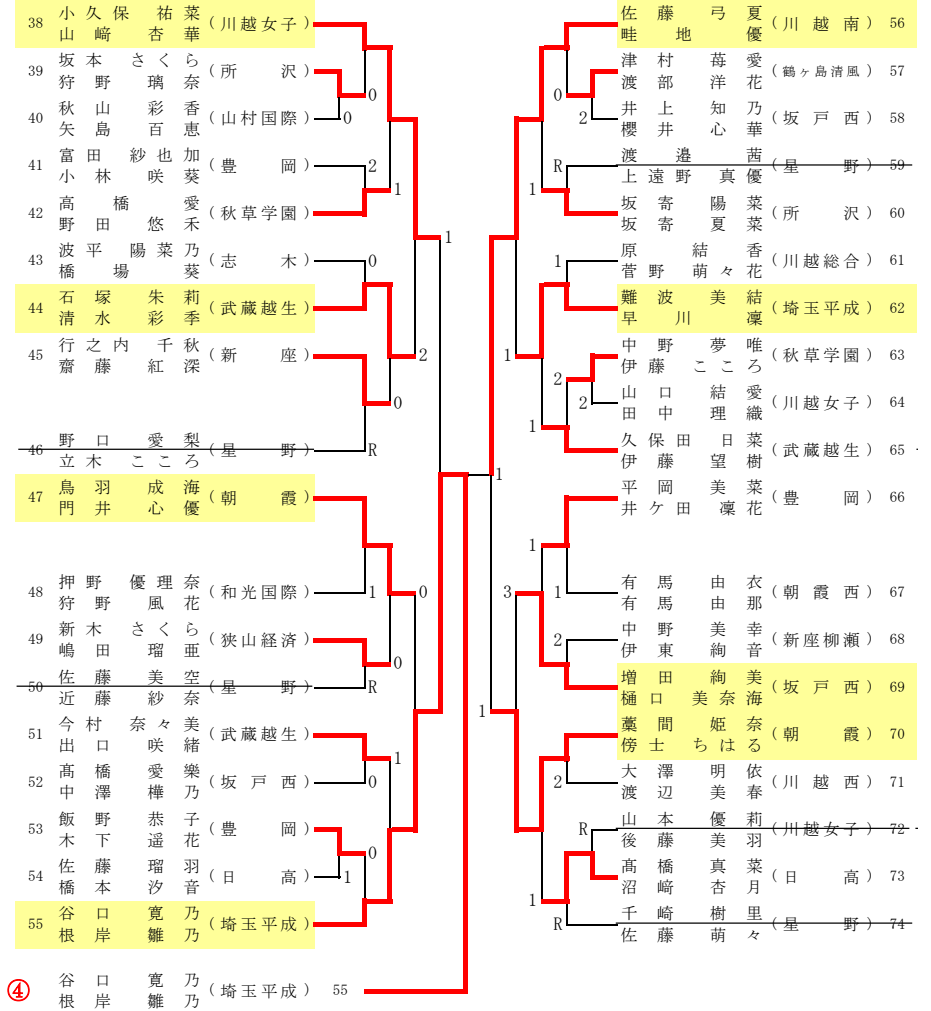 38 小久保 祐菜 (川越女子)
山﨑 杏華
39 坂本 さくら (所沢)
狩野 璃奈
0
40 秋山 彩香 (山村国際) 0
矢島 百恵
41 富田 紗也加 (豊岡) 2
小林 咲葵
1
42 高橋 愛 (秋草学園)
野田 悠禾
1
43 波平 陽菜乃 (志木) 0
橋場 葵
44 石塚 朱莉 (武蔵越生)
清水 彩季
2
45 行之内 千秋 (新座)
齋藤 紅深
0
46 野口 愛梨 (星野) R
立木 こころ
47 鳥羽 成海 (朝霞)
門井 心優
48 押野 優理奈 (和光国際) 1 0
狩野 風花
49 新木 さくら (狭山経済)
嶋田 瑠亜
0
50 佐藤 美空 (星野) R
近藤 紗奈
51 今村 奈々美 (武蔵越生)
出口 咲緒
1
52 髙橋 愛樂 (坂戸西) 0
中澤 樺乃
53 飯野 恭子 (豊岡)
木下 遥花
0
54 佐藤 瑠羽 (日高) 1
橋本 汐音
55 谷口 寛乃 (埼玉平成)
根岸 雛乃
④ 谷口 寛乃 (埼玉平成) 55
根岸 雛乃
佐藤 弓夏 (川越南) 56
畦地 優
津村 苺愛 (鶴ヶ島清風) 57
渡部 洋花
0
2 井上 知乃 (坂戸西) 58
櫻井 心華
R 渡邉 茜 (星野) 59
上遠野 真優
1
坂寄 陽菜 (所沢) 60
坂寄 夏菜
1 原 結香 (川越総合) 61
菅野 萌々花
難波 美結 (埼玉平成) 62
早川 凜
1
中野 夢唯 (秋草学園) 63
伊藤 こころ
2
2 山口 結愛 (川越女子) 64
田中 理織
1
久保田 日菜 (武蔵越生) 65
伊藤 望樹
1
平岡 美菜 (豊岡) 66
井ケ田 凜花
1
3 1 有馬 由衣 (朝霞西) 67
有馬 由那
2 中野 美幸 (新座柳瀬) 68
伊東 絢音
増田 絢美 (坂戸西) 69
樋口 美奈海
1
藁間 姫奈 (朝霞) 70
傍士 ちはる
2 大澤 明依 (川越西) 71
渡辺 美春
R 山本 優莉 (川越女子) 72
後藤 美羽
髙橋 真菜 (日高) 73
沼﨑 杏月
1
R 千崎 樹里 (星野) 74
佐藤 萌々